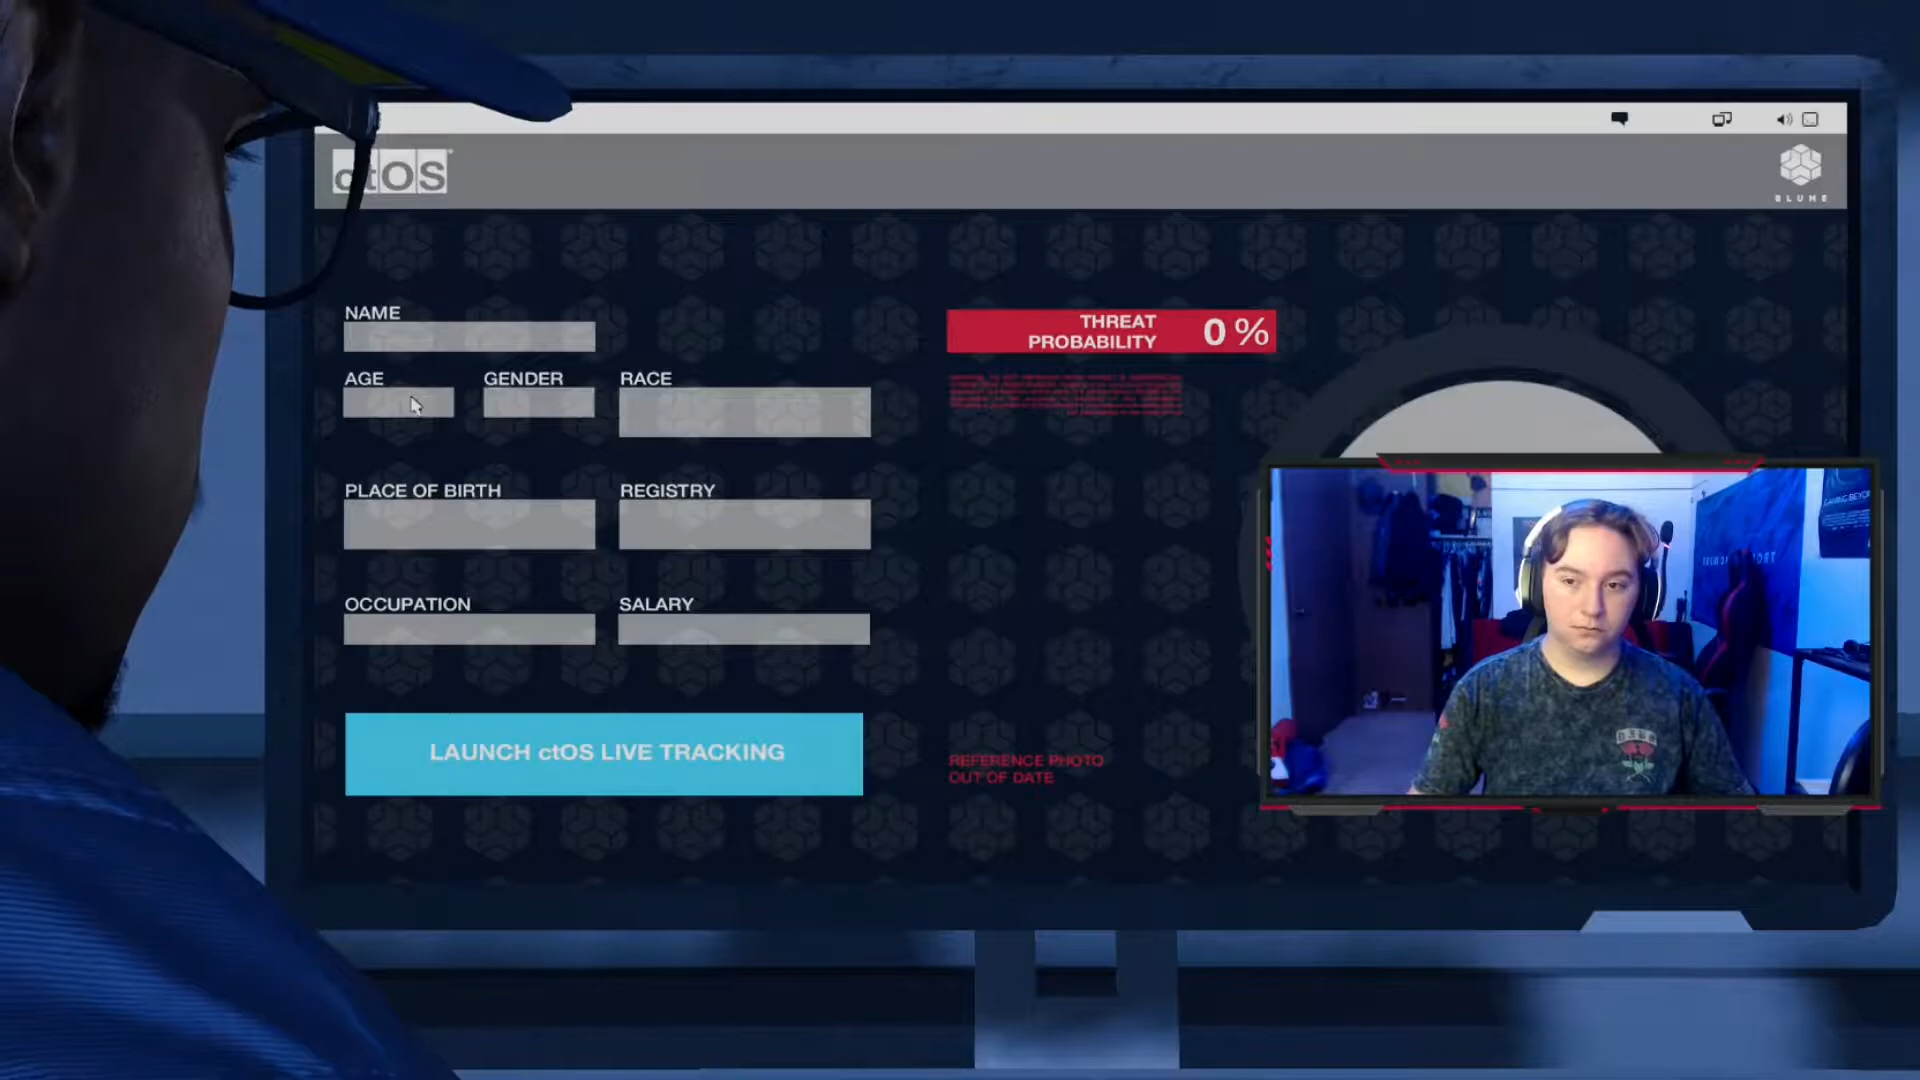 ctOS
BLUME
NAME
THREAT
PROBABILITY
0 %
AGE
GENDER
RACE
PLACE OF BIRTH
REGISTRY
OCCUPATION
SALARY
LAUNCH ctOS LIVE TRACKING
REFERENCE PHOTO
OUT OF DATE